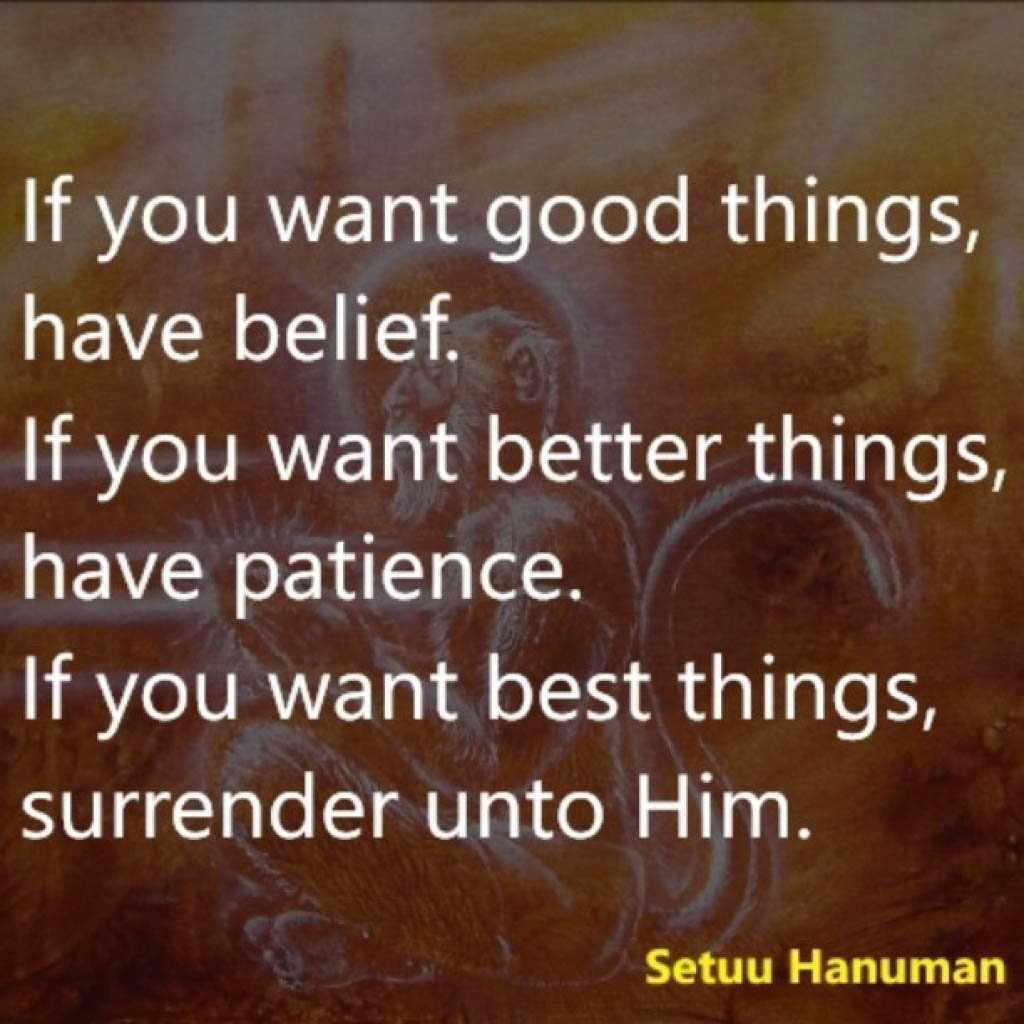 If you want good things,
have belief.
If you want better things,
have patience.
If you want best things,
surrender unto Him.
Setuu Hanuman